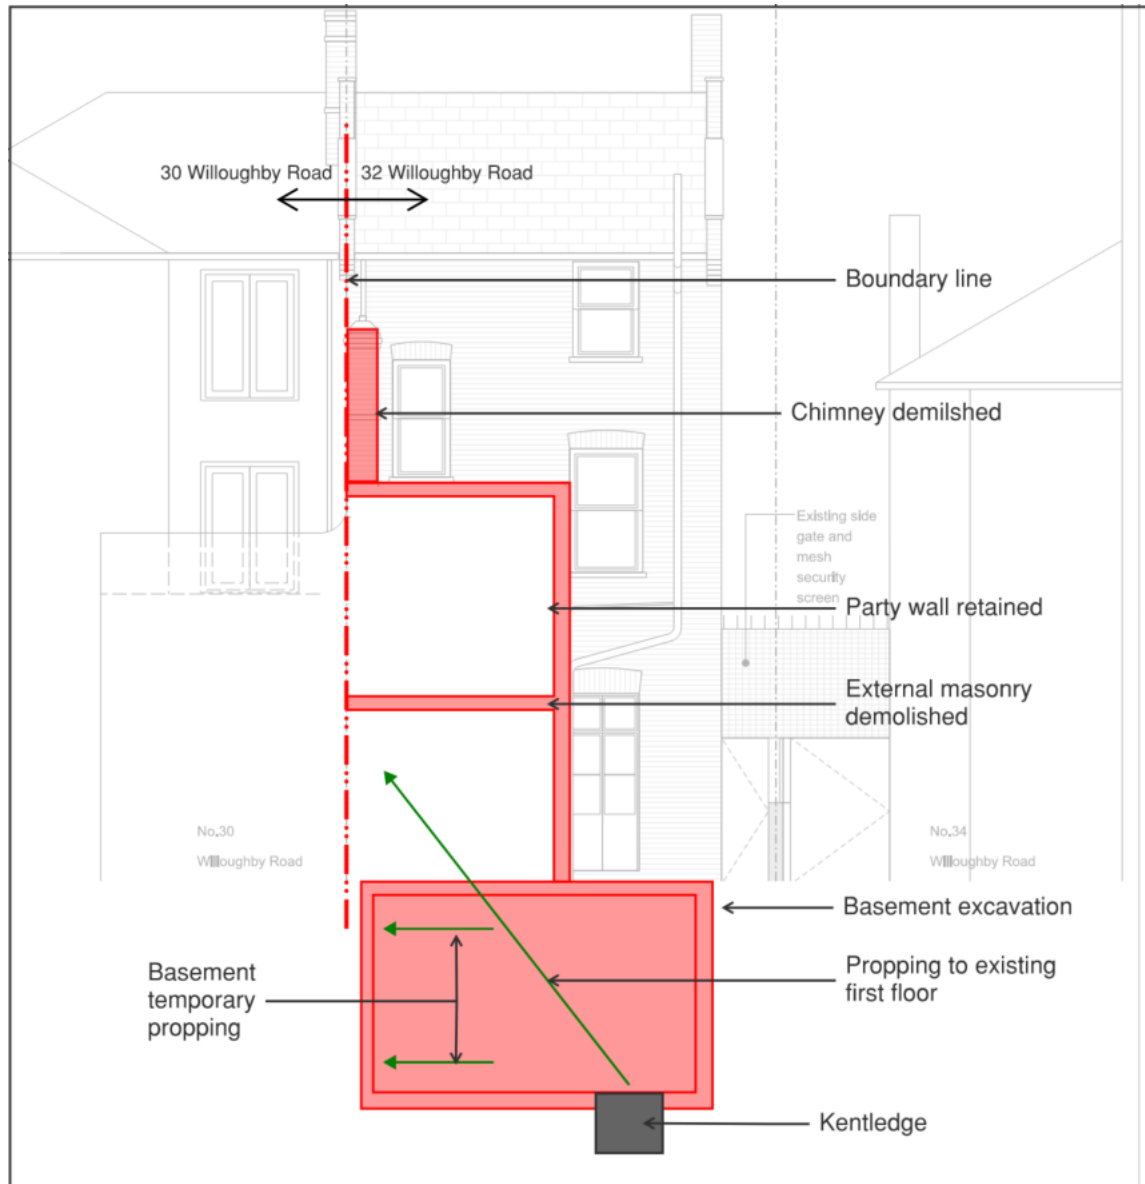 30 Willoughby Road
32 Willoughby Road
Boundary line
Chimney demilshed
Existing side
gate and
mesh
security
screen
Party wall retained
External masonry
demolished
No.30
Willoughby Road
No.34
Willoughby Road
Basement excavation
Basement
temporary
propping
Propping to existing
first floor
Kentledge